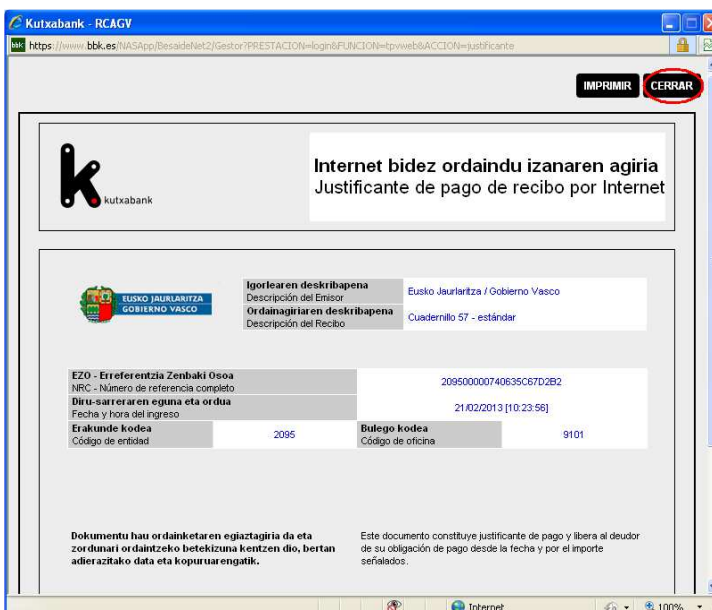 Kutxabank - RCAGV
bbk https://www.bbk.es/NASApp/BesaideNet2/Gestor?PRESTACION=login&FUNCION=tpvweb&ACCION=justificante
IMPRIMIR CERRAR
kutxabank
Internet bidez ordaindu izanaren agiria
Justificante de pago de recibo por Internet
EUSKO JAURLARITZA
GOBIERNO VASCO
Igorlearen deskribapena
Descripción del Emisor
Eusko Jaurlaritza / Gobierno Vasco
Ordainagiriaren deskribapena
Descripción del Recibo
Cuadernillo 57 - estándar
EZO - Erreferentzia Zenbaki Osoa
NRC - Número de referencia completo
209500000740635C67D2B2
Diru-sarreraren eguna eta ordua
Fecha y hora del ingreso
21/02/2013 [10:23:56]
Erakunde kodea
Código de entidad
2095
Bulego kodea
Código de oficina
9101
Dokumentu hau ordainketaren egiaztagiria da eta
zordunari ordaintzeko betekizuna kentzen dio, bertan
adierazitako data eta kopuruarengatik.
Este documento constituye justificante de pago y libera al deudor
de su obligación de pago desde la fecha y por el importe
señalados.
Internet
100%